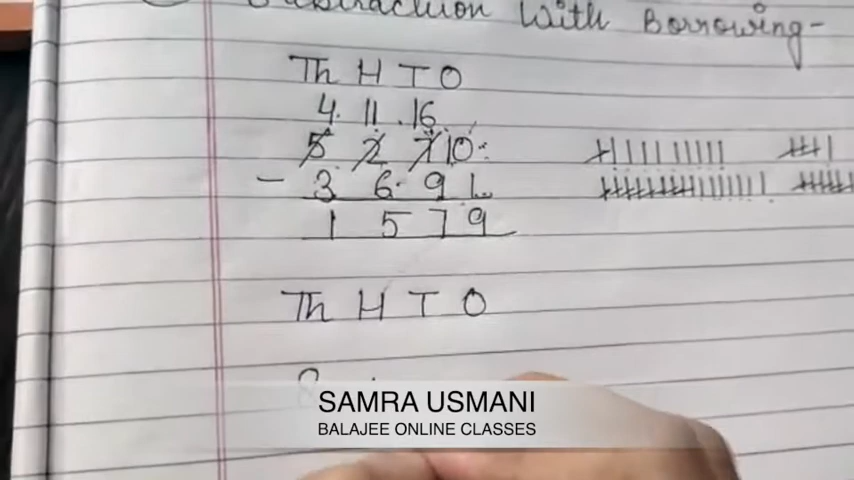 Subtraction With Borrowing-
Th H T O
4. 11 .16
5 2 7 10
- 3 6 9 1
1 5 7 9
Th H T O
SAMRA USMANI
BALAJEE ONLINE CLASSES